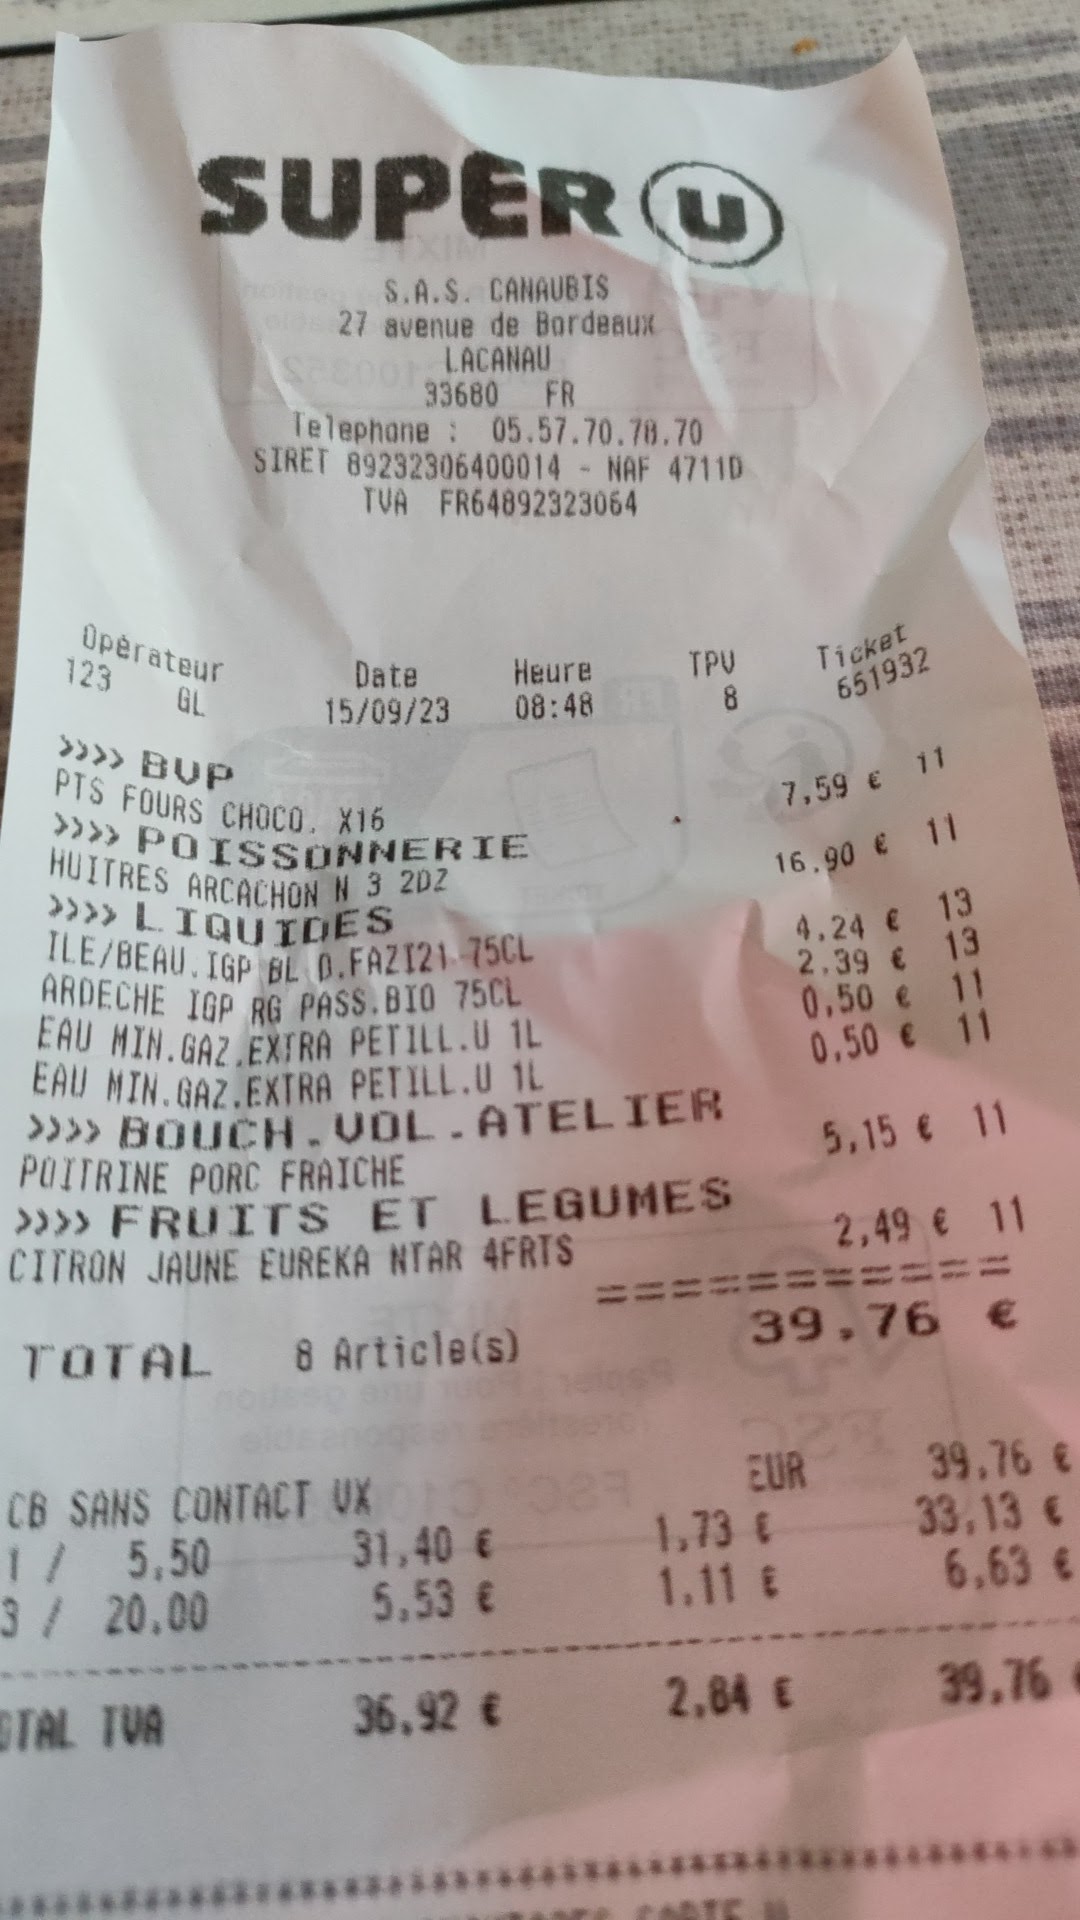 SUPER U
S.A.S. CANAUBIS
27 avenue de Bordeaux
LACANAU
33680 FR
Telephone : 05.57.70.78.70
SIRET 89232306400014 - NAF 4711D
TVA FR64892323064
Opérateur Date Heure TPV Ticket
123 GL 15/09/23 08:48 8 651932
>>>> BVP
PTS FOURS CHOCO. X16 7,59 € 11
>>>> POISSONNERIE
HUITRES ARCACHON N 3 2DZ 16,90 € 11
>>>> LIQUIDES
ILE/BEAU.IGP BL D.FAZI21 75CL 4,24 € 13
ARDECHE IGP RG PASS.BIO 75CL 2,39 € 13
EAU MIN.GAZ.EXTRA PETILL.U 1L 0,50 € 11
EAU MIN.GAZ.EXTRA PETILL.U 1L 0,50 € 11
>>>> BOUCH.VOL.ATELIER
POITRINE PORC FRAICHE 5,15 € 11
>>>> FRUITS ET LEGUMES
CITRON JAUNE EUREKA NTAR 4FRTS 2,49 € 11
===========
TOTAL 8 Article(s) 39,76 €
CB SANS CONTACT VX EUR 39,76 €
1 / 5,50 31,40 € 1,73 € 33,13 €
3 / 20,00 5,53 € 1,11 € 6,63 €
OTAL TVA 36,92 € 2,84 € 39,76 €
CARTE U